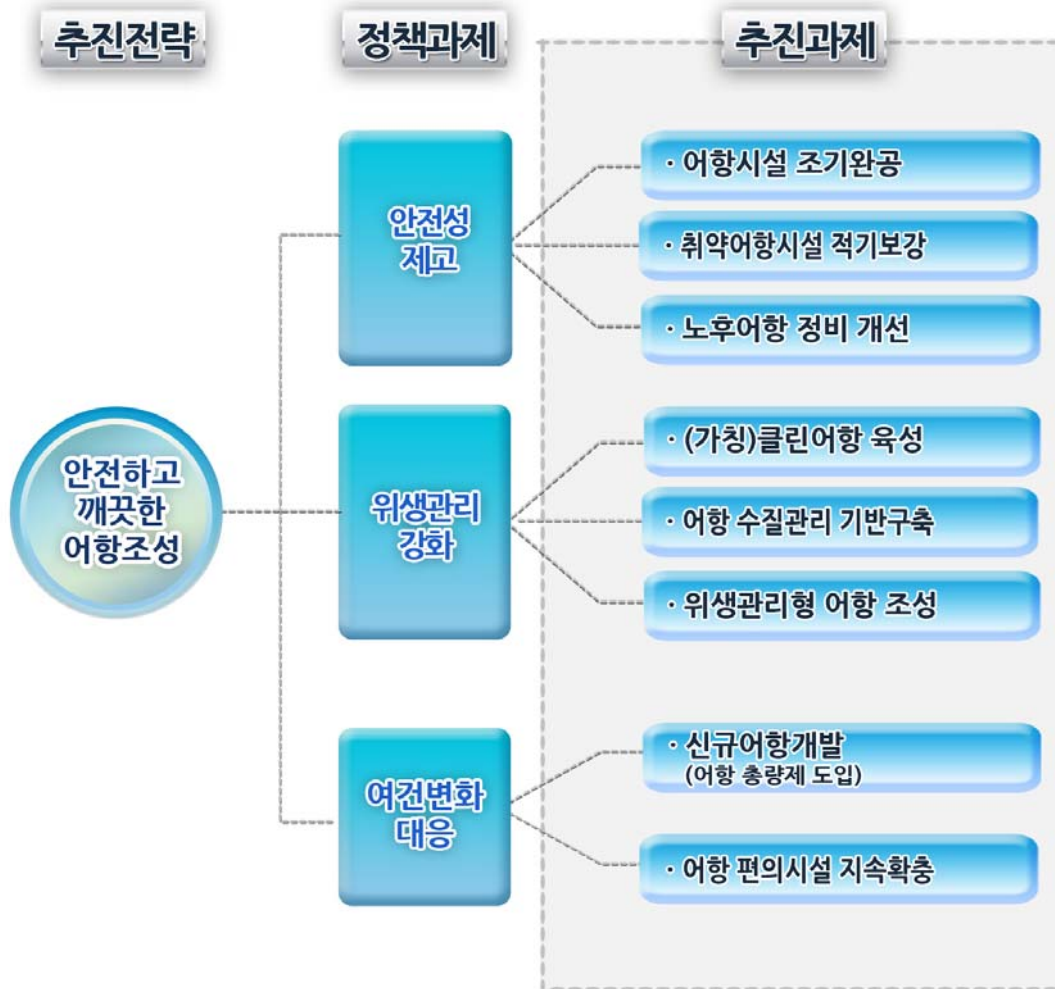 추진전략
정책과제
추진과제
안전하고
깨끗한
어항조성
안전성
제고
· 어항시설 조기완공
· 취약어항시설 적기보강
· 노후어항 정비 개선
위생관리
강화
· (가칭)클린어항 육성
· 어항 수질관리 기반구축
· 위생관리형 어항 조성
여건변화
대응
· 신규어항개발
(어항 총량제 도입)
· 어항 편의시설 지속확충